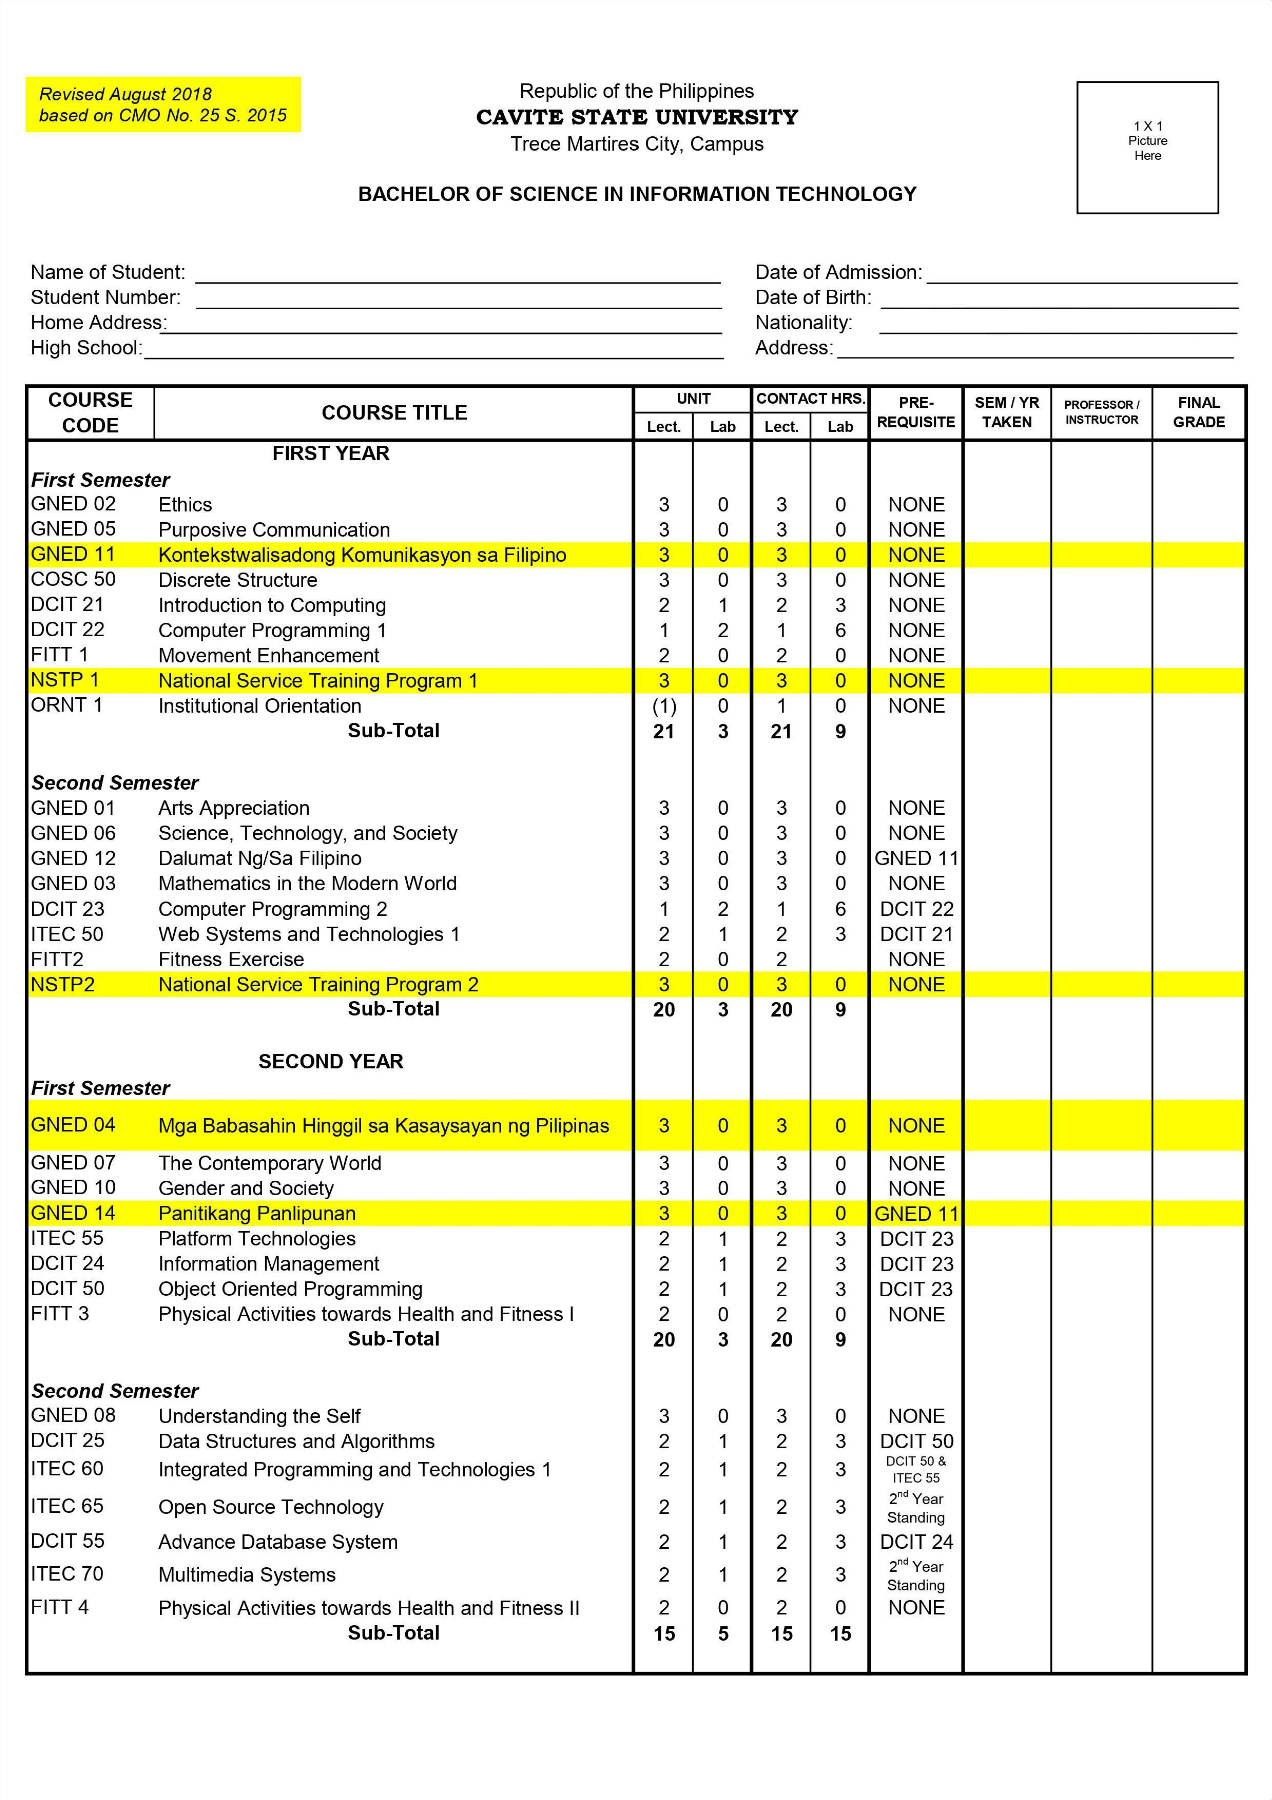 Revised August 2018
based on CMO No. 25 S. 2015
Republic of the Philippines
CAVITE STATE UNIVERSITY
Trece Martires City, Campus
1 X 1
Picture
Here
BACHELOR OF SCIENCE IN INFORMATION TECHNOLOGY
Name of Student: Date of Admission:
Student Number: Date of Birth:
Home Address: Nationality:
High School: Address:
COURSE CODE COURSE TITLE UNIT CONTACT HRS. PRE-REQUISITE SEM / YR TAKEN PROFESSOR / INSTRUCTOR FINAL GRADE
Lect. Lab Lect. Lab
FIRST YEAR
First Semester
GNED 02 Ethics 3 0 3 0 NONE
GNED 05 Purposive Communication 3 0 3 0 NONE
GNED 11 Kontekstwalisadong Komunikasyon sa Filipino 3 0 3 0 NONE
COSC 50 Discrete Structure 3 0 3 0 NONE
DCIT 21 Introduction to Computing 2 1 2 3 NONE
DCIT 22 Computer Programming 1 1 2 1 6 NONE
FITT 1 Movement Enhancement 2 0 2 0 NONE
NSTP 1 National Service Training Program 1 3 0 3 0 NONE
ORNT 1 Institutional Orientation (1) 0 1 0 NONE
Sub-Total 21 3 21 9
Second Semester
GNED 01 Arts Appreciation 3 0 3 0 NONE
GNED 06 Science, Technology, and Society 3 0 3 0 NONE
GNED 12 Dalumat Ng/Sa Filipino 3 0 3 0 GNED 11
GNED 03 Mathematics in the Modern World 3 0 3 0 NONE
DCIT 23 Computer Programming 2 1 2 1 6 DCIT 22
ITEC 50 Web Systems and Technologies 1 2 1 2 3 DCIT 21
FITT2 Fitness Exercise 2 0 2 NONE
NSTP2 National Service Training Program 2 3 0 3 0 NONE
Sub-Total 20 3 20 9
SECOND YEAR
First Semester
GNED 04 Mga Babasahin Hinggil sa Kasaysayan ng Pilipinas 3 0 3 0 NONE
GNED 07 The Contemporary World 3 0 3 0 NONE
GNED 10 Gender and Society 3 0 3 0 NONE
GNED 14 Panitikang Panlipunan 3 0 3 0 GNED 11
ITEC 55 Platform Technologies 2 1 2 3 DCIT 23
DCIT 24 Information Management 2 1 2 3 DCIT 23
DCIT 50 Object Oriented Programming 2 1 2 3 DCIT 23
FITT 3 Physical Activities towards Health and Fitness I 2 0 2 0 NONE
Sub-Total 20 3 20 9
Second Semester
GNED 08 Understanding the Self 3 0 3 0 NONE
DCIT 25 Data Structures and Algorithms 2 1 2 3 DCIT 50
ITEC 60 Integrated Programming and Technologies 1 2 1 2 3 DCIT 50 & ITEC 55
ITEC 65 Open Source Technology 2 1 2 3 2nd Year Standing
DCIT 55 Advance Database System 2 1 2 3 DCIT 24
ITEC 70 Multimedia Systems 2 1 2 3 2nd Year Standing
FITT 4 Physical Activities towards Health and Fitness II 2 0 2 0 NONE
Sub-Total 15 5 15 15